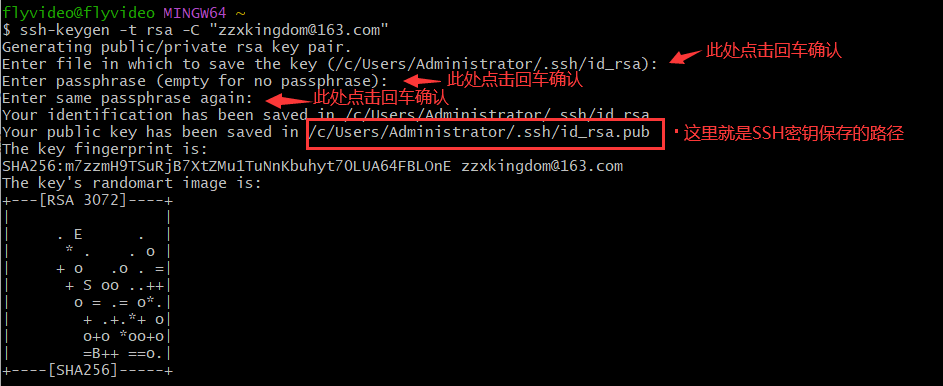 flyvideo@flyvideo MINGW64 ~
$ ssh-keygen -t rsa -C "zzxkingdom@163.com"
Generating public/private rsa key pair.
Enter file in which to save the key (/c/Users/Administrator/.ssh/id_rsa): 此处点击回车确认
Enter passphrase (empty for no passphrase): 此处点击回车确认
Enter same passphrase again: 此处点击回车确认
Your identification has been saved in /c/Users/Administrator/.ssh/id_rsa
Your public key has been saved in /c/Users/Administrator/.ssh/id_rsa.pub 这里就是SSH密钥保存的路径
The key fingerprint is:
SHA256:m7zzmH9TSuRjB7XtZMu1TuNnKbuhyt7OLUA64FBLOnE zzxkingdom@163.com
The key's randomart image is:
+---[RSA 3072]----+
|                 |
|     . E      .  |
|      * .    . o |
|     + o   .o . =|
|      + S oo ..++|
|       o = .= o*.|
|        + .+.*+ o|
|        o+o *oo+o|
|        =B++ ==o.|
+----[SHA256]-----+